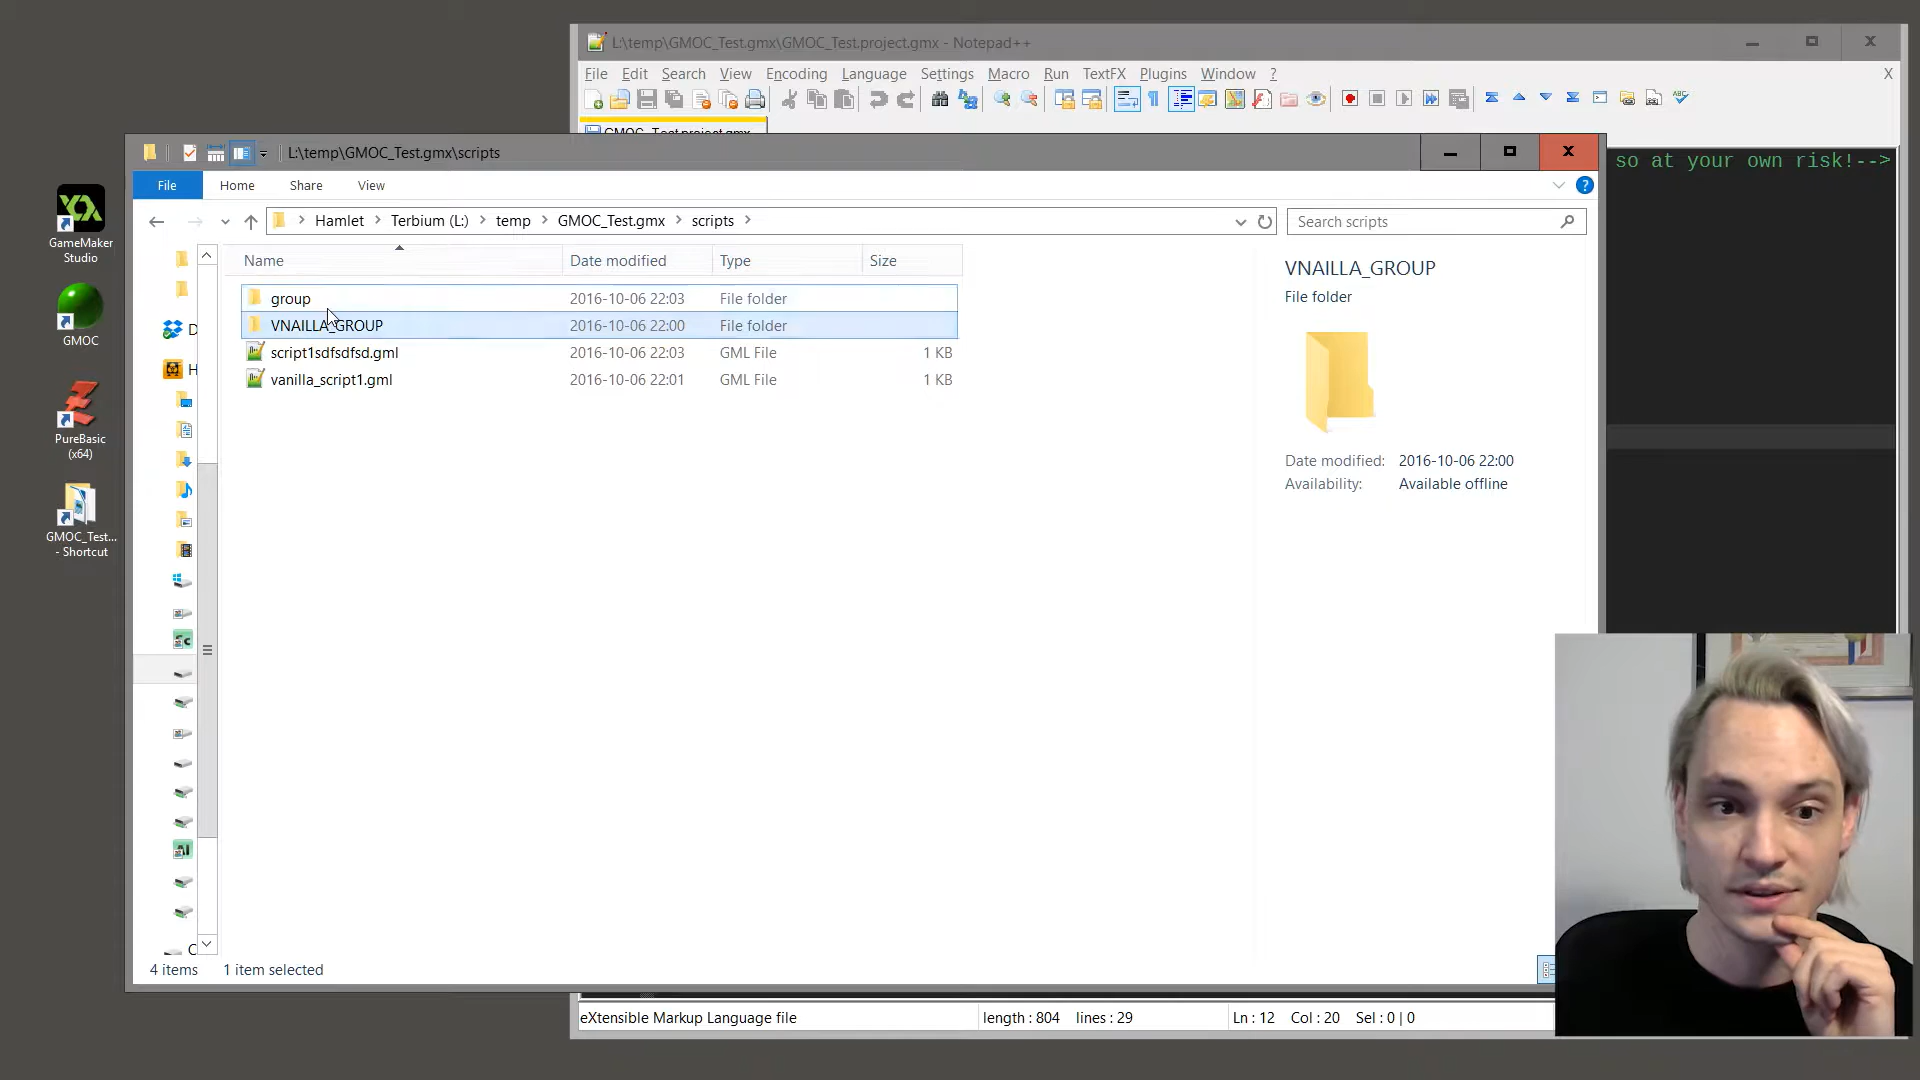 L:\temp\GMOC_Test.gmx\GMOC_Test.project.gmx - Notepad++
File Edit Search View Encoding Language Settings Macro Run TextFX Plugins Window ? X
GMOC_Test.project.gmx
so at your own risk!-->
L:\temp\GMOC_Test.gmx\scripts
File Home Share View
Hamlet Terbium (L:) temp GMOC_Test.gmx scripts
Search scripts
Name Date modified Type Size
group 2016-10-06 22:03 File folder
VNAILLA_GROUP 2016-10-06 22:00 File folder
script1sdfsdfsd.gml 2016-10-06 22:03 GML File 1 KB
vanilla_script1.gml 2016-10-06 22:01 GML File 1 KB
VNAILLA_GROUP
File folder
Date modified: 2016-10-06 22:00
Availability: Available offline
D
H
C
4 items 1 item selected
GameMaker
Studio
GMOC
PureBasic
(x64)
GMOC_Test...
- Shortcut
eXtensible Markup Language file length : 804 lines : 29 Ln : 12 Col : 20 Sel : 0 | 0